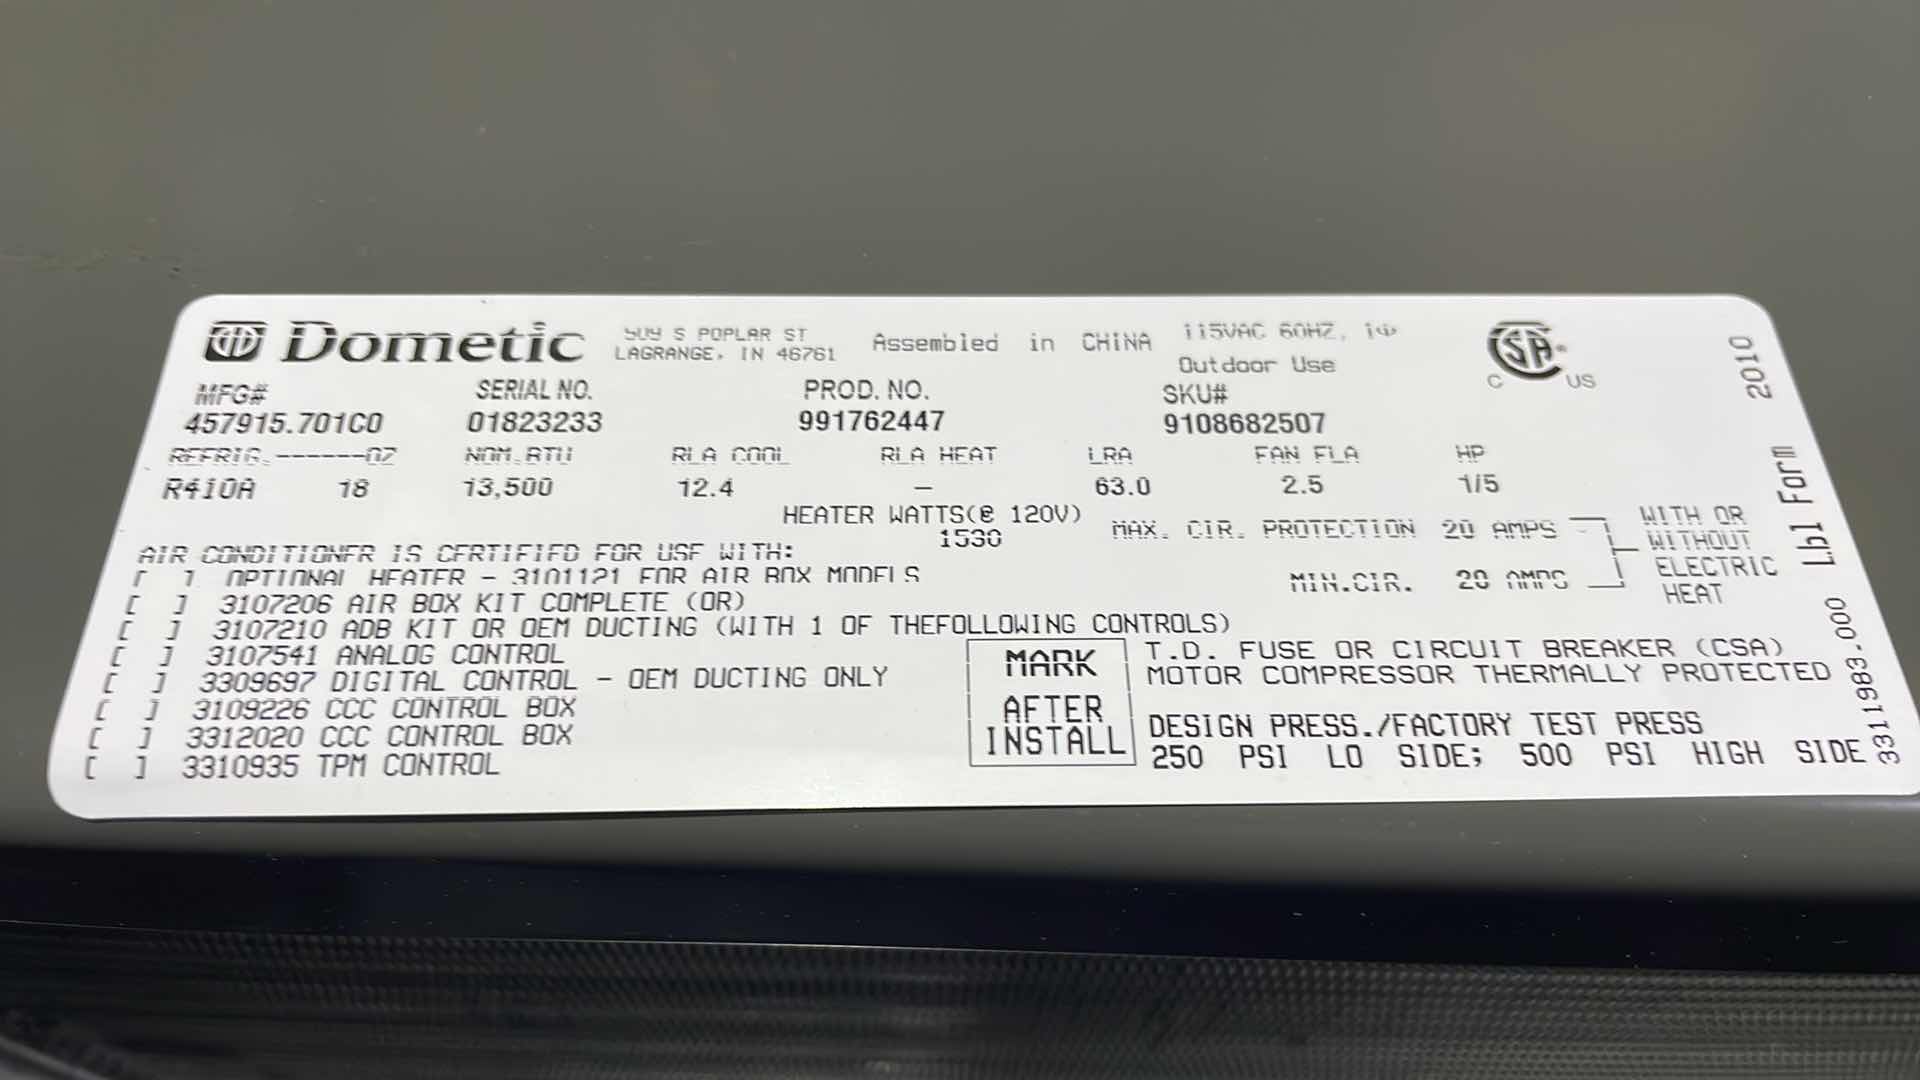 Dometic
509 S POPLAR ST
LAGRANGE, IN 46761
Assembled in CHINA
115VAC 60HZ, 1Φ
Outdoor Use
SA®
C US
MFG# SERIAL NO. PROD. NO. SKU#
457915.701C0 01823233 991762447 9108682507
REFRIG.------OZ NOM.BTU RLA COOL RLA HEAT LRA FAN FLA HP
R410A 18 13,500 12.4 – 63.0 2.5 1/5
HEATER WATTS(@ 120V)
1530
MAX. CIR. PROTECTION 20 AMPS
MIN.CIR. 20 AMPS
WITH OR
WITHOUT
ELECTRIC
HEAT
AIR CONDITIONER IS CERTIFIED FOR USE WITH:
[ ] OPTIONAL HEATER – 3101121 FOR AIR BOX MODELS
[ ] 3107206 AIR BOX KIT COMPLETE (OR)
[ ] 3107210 ADB KIT OR OEM DUCTING (WITH 1 OF THEFOLLOWING CONTROLS)
[ ] 3107541 ANALOG CONTROL
[ ] 3309697 DIGITAL CONTROL – OEM DUCTING ONLY
[ ] 3109226 CCC CONTROL BOX
[ ] 3312020 CCC CONTROL BOX
[ ] 3310935 TPM CONTROL
MARK
AFTER
INSTALL
T.D. FUSE OR CIRCUIT BREAKER (CSA)
MOTOR COMPRESSOR THERMALLY PROTECTED
DESIGN PRESS./FACTORY TEST PRESS
250 PSI LO SIDE; 500 PSI HIGH SIDE
3311983.000 Lbl Form 2010